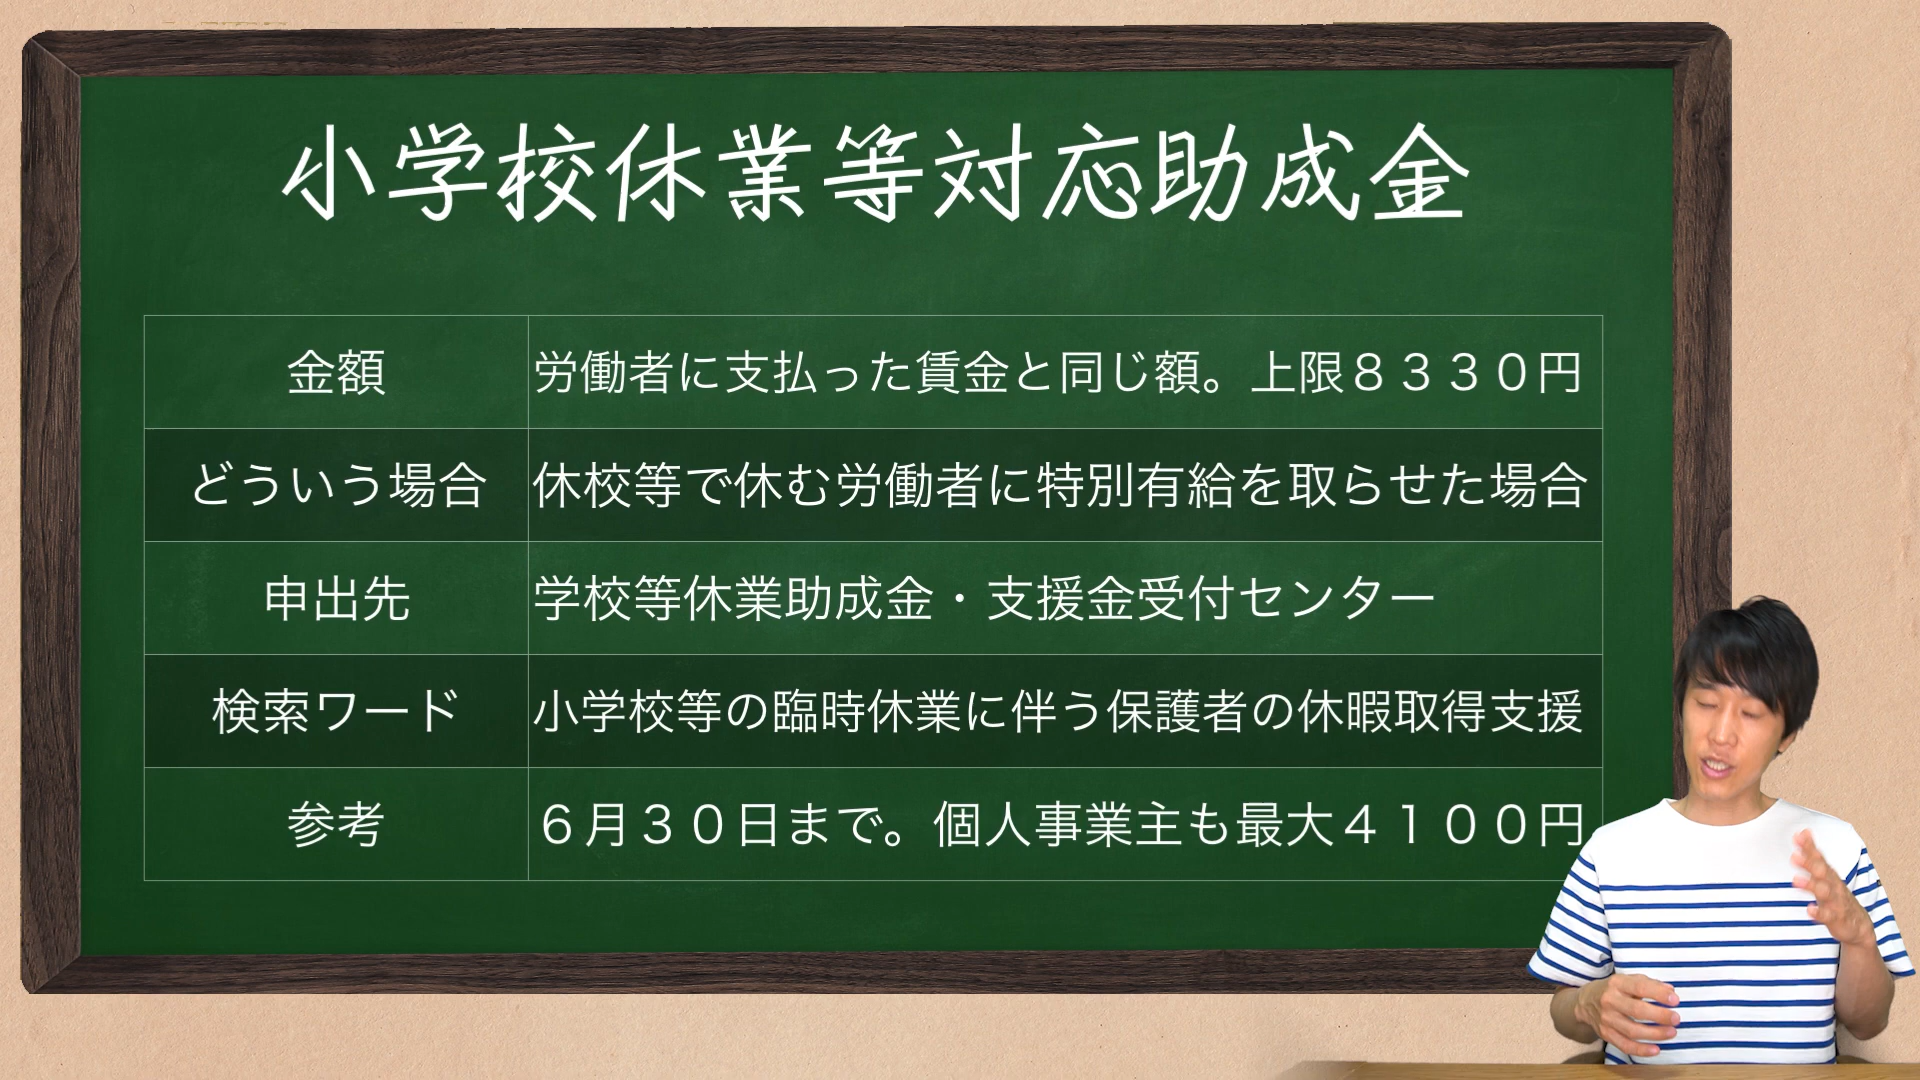 小学校休業等対応助成金
金額 労働者に支払った賃金と同じ額。上限８３３０円
どういう場合 休校等で休む労働者に特別有給を取らせた場合
申出先 学校等休業助成金・支援金受付センター
検索ワード 小学校等の臨時休業に伴う保護者の休暇取得支援
参考 ６月３０日まで。個人事業主も最大４１００円